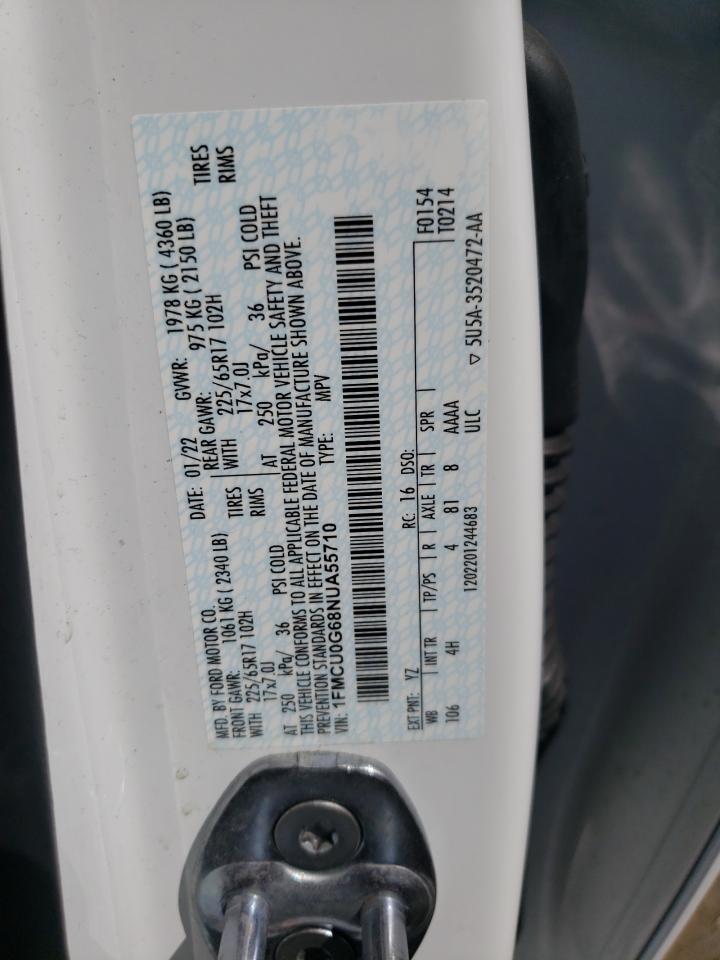 MFD. BY FORD MOTOR CO. DATE: 01/22 GVWR: 1978 KG ( 4360 LB)
FRONT GAWR: 1061 KG ( 2340 LB) REAR GAWR: 975 KG ( 2150 LB)
WITH 225/65R17 102H TIRES WITH 225/65R17 102H TIRES
17x7.0J RIMS 17x7.0J RIMS
AT 250 kPa/ 36 PSI COLD AT 250 kPa/ 36 PSI COLD
THIS VEHICLE CONFORMS TO ALL APPLICABLE FEDERAL MOTOR VEHICLE SAFETY AND THEFT
PREVENTION STANDARDS IN EFFECT ON THE DATE OF MANUFACTURE SHOWN ABOVE.
VIN: 1FMCU0G68NUA55710 TYPE: MPV
EXT PNT: YZ RC: 16 DSO: F0154
WB INT TR TP/PS R AXLE TR SPR T0214
106 4H 4 81 8 AAAA
1202201244683 ULC ▽ 5U5A-3520472-AA